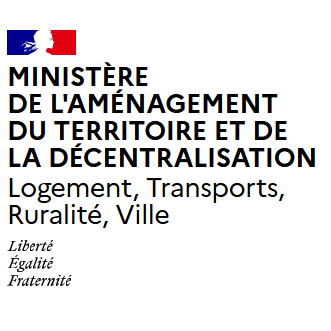 MINISTÈRE
DE L'AMÉNAGEMENT
DU TERRITOIRE ET DE
LA DÉCENTRALISATION
Logement, Transports,
Ruralité, Ville
Liberté
Égalité
Fraternité